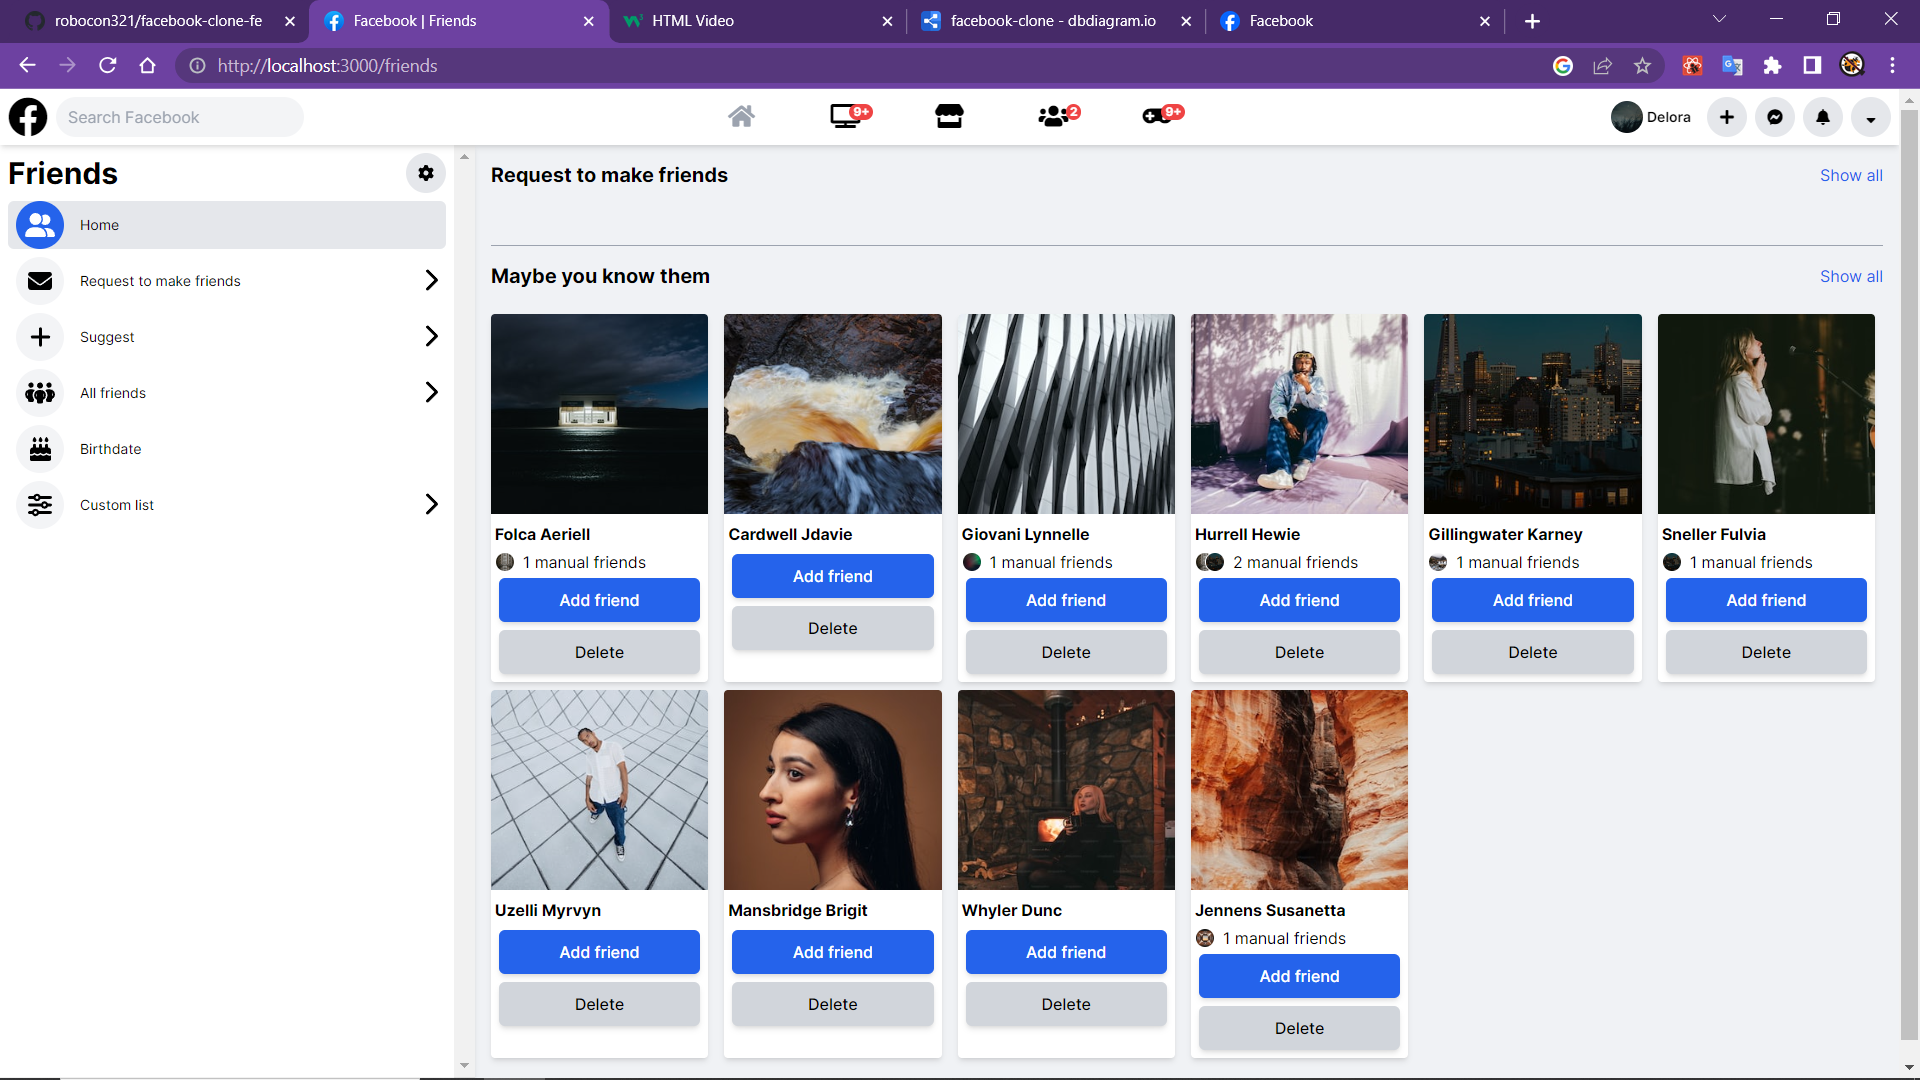 robocon321/facebook-clone-fe
Facebook | Friends
HTML Video
facebook-clone - dbdiagram.io
Facebook
http://localhost:3000/friends
Search Facebook
9+
2
9+
Delora
Friends
Home
Request to make friends
Suggest
All friends
Birthdate
Custom list
Request to make friends
Show all
Maybe you know them
Show all
Folca Aeriell
1 manual friends
Add friend
Delete
Cardwell Jdavie
Add friend
Delete
Giovani Lynnelle
1 manual friends
Add friend
Delete
Hurrell Hewie
2 manual friends
Add friend
Delete
Gillingwater Karney
1 manual friends
Add friend
Delete
Sneller Fulvia
1 manual friends
Add friend
Delete
Uzelli Myrvyn
Add friend
Delete
Mansbridge Brigit
Add friend
Delete
Whyler Dunc
Add friend
Delete
Jennens Susanetta
1 manual friends
Add friend
Delete